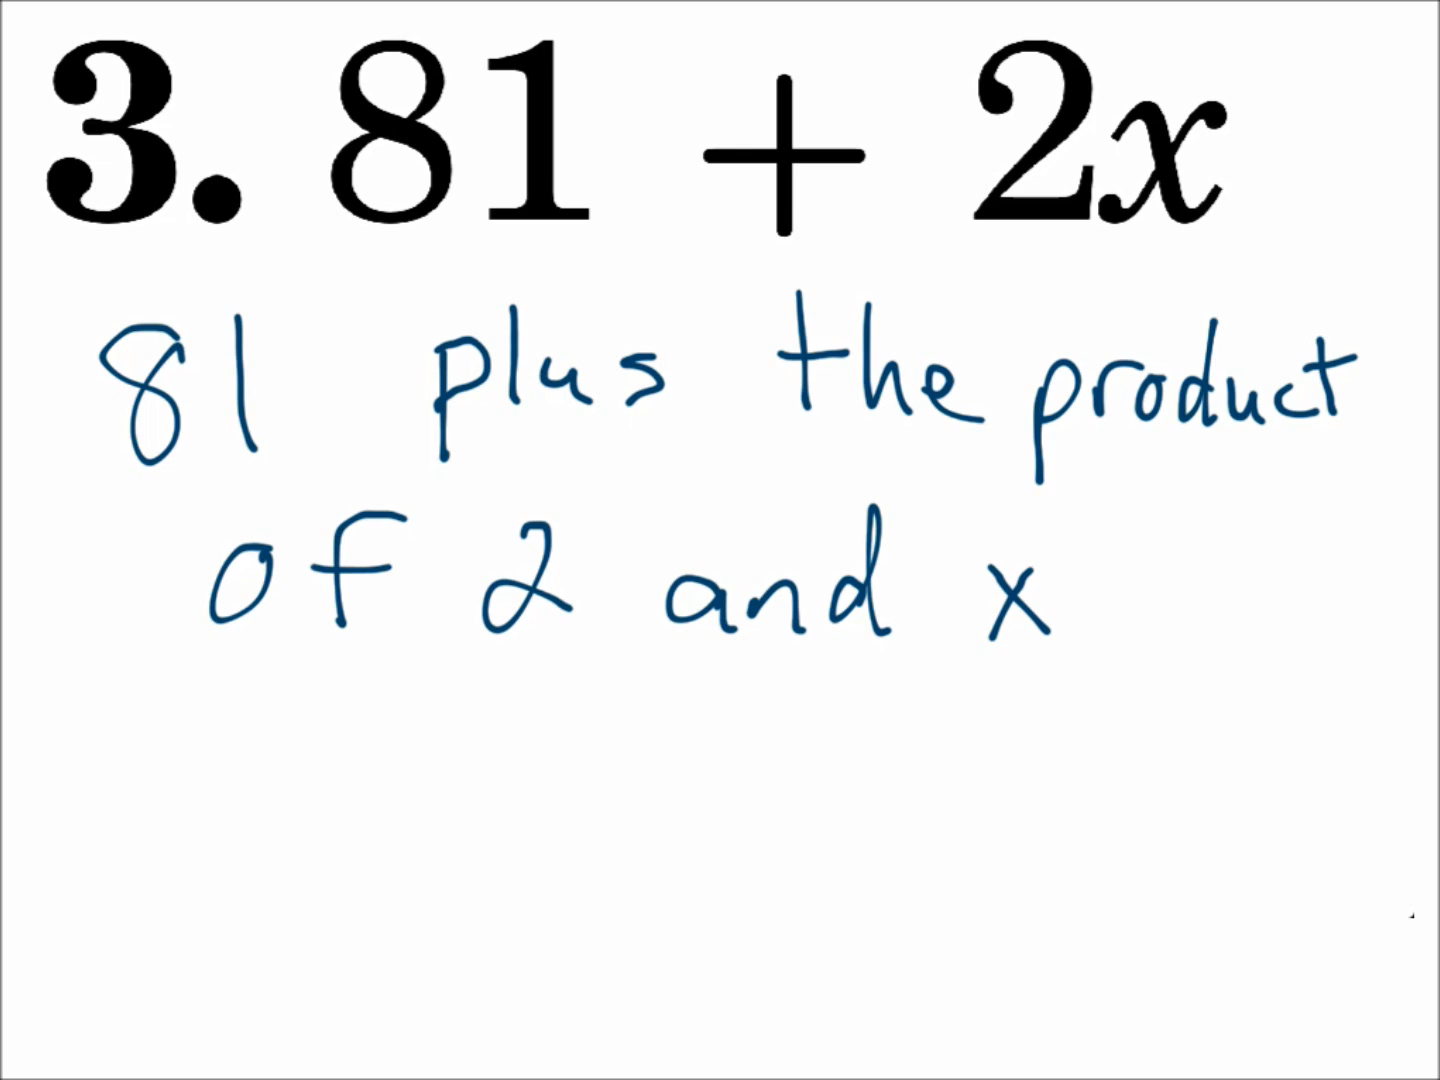 3. 81 + 2x
81 plus the product
of 2 and x